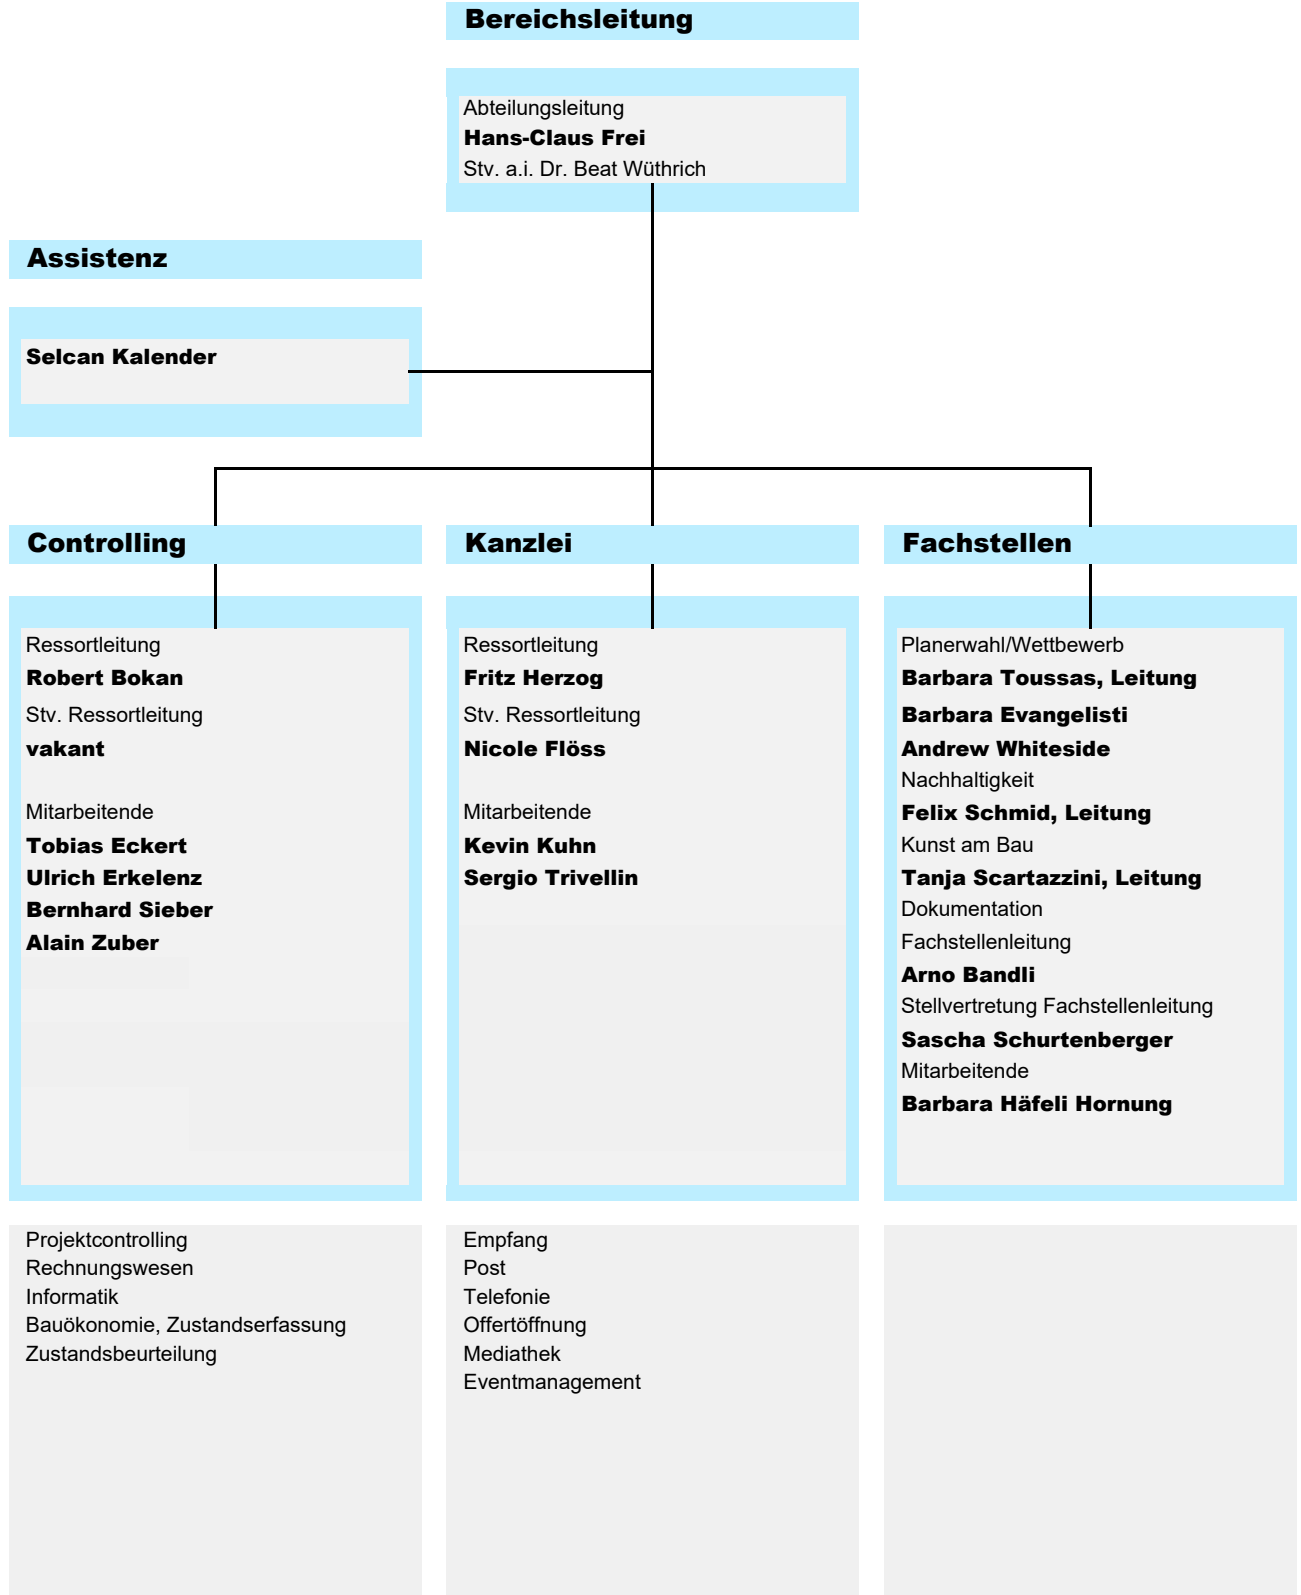 Bereichsleitung
Abteilungsleitung
Hans-Claus Frei
Stv. a.i. Dr. Beat Wüthrich
Assistenz
Selcan Kalender
Controlling
Ressortleitung
Robert Bokan
Stv. Ressortleitung
vakant
Mitarbeitende
Tobias Eckert
Ulrich Erkelenz
Bernhard Sieber
Alain Zuber
Projektcontrolling
Rechnungswesen
Informatik
Bauökonomie, Zustandserfassung
Zustandsbeurteilung
Kanzlei
Ressortleitung
Fritz Herzog
Stv. Ressortleitung
Nicole Flöss
Mitarbeitende
Kevin Kuhn
Sergio Trivellin
Empfang
Post
Telefonie
Offertöffnung
Mediathek
Eventmanagement
Fachstellen
Planerwahl/Wettbewerb
Barbara Toussas, Leitung
Barbara Evangelisti
Andrew Whiteside
Nachhaltigkeit
Felix Schmid, Leitung
Kunst am Bau
Tanja Scartazzini, Leitung
Dokumentation
Fachstellenleitung
Arno Bandli
Stellvertretung Fachstellenleitung
Sascha Schurtenberger
Mitarbeitende
Barbara Häfeli Hornung